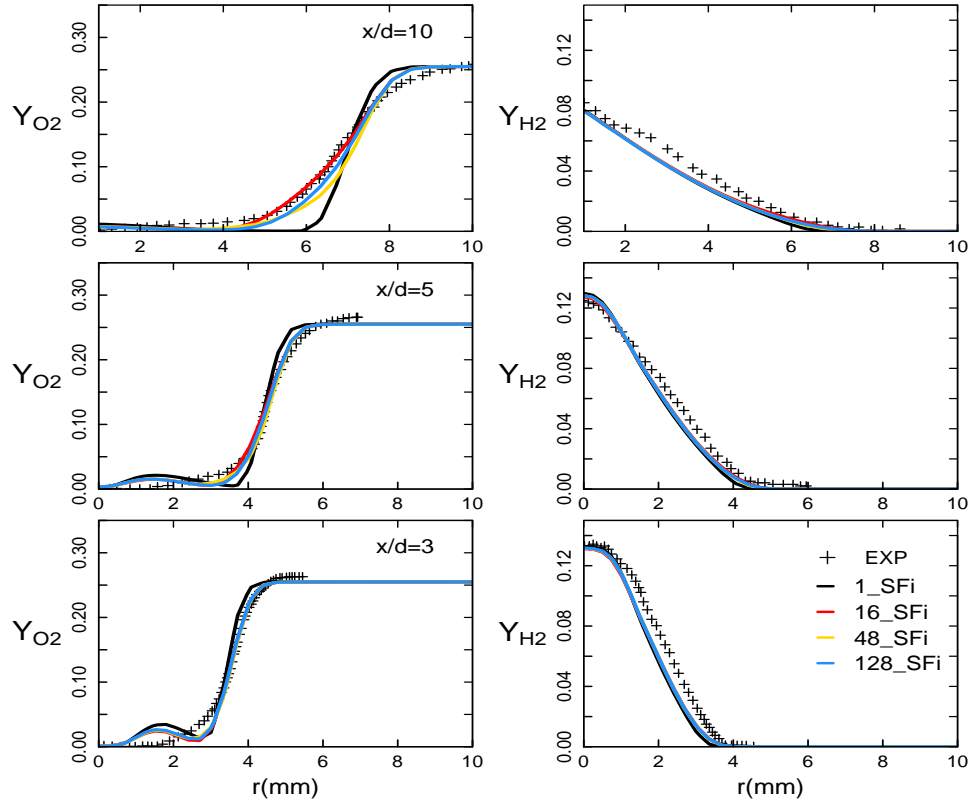 0.00 0.10 0.20 0.30
Y_O2
x/d=10
2 4 6 8 10
0.00 0.04 0.08 0.12
Y_H2
2 4 6 8 10
0.00 0.10 0.20 0.30
Y_O2
x/d=5
0 2 4 6 8 10
0.00 0.04 0.08 0.12
Y_H2
0 2 4 6 8 10
0.00 0.10 0.20 0.30
Y_O2
x/d=3
0 2 4 6 8 10
r(mm)
0.00 0.04 0.08 0.12
Y_H2
EXP
1_SFi
16_SFi
48_SFi
128_SFi
0 2 4 6 8 10
r(mm)